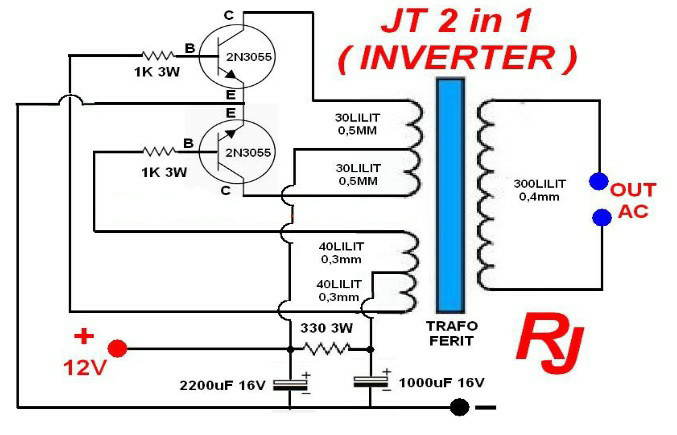 JT 2 in 1
( INVERTER )
C
B
2N3055
1K 3W
E
E
B
2N3055
1K 3W
C
30LILIT
0,5MM
30LILIT
0,5MM
300LILIT
0,4mm
OUT
AC
40LILIT
0,3mm
40LILIT
0,3mm
TRAFO
FERIT
RJ
+
12V
330 3W
2200uF 16V
+
−
+
−
1000uF 16V
−